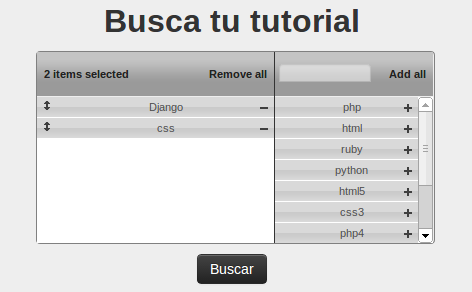 Busca tu tutorial
2 items selected Remove all Add all
Django php
css html
ruby
python
html5
css3
php4
Buscar